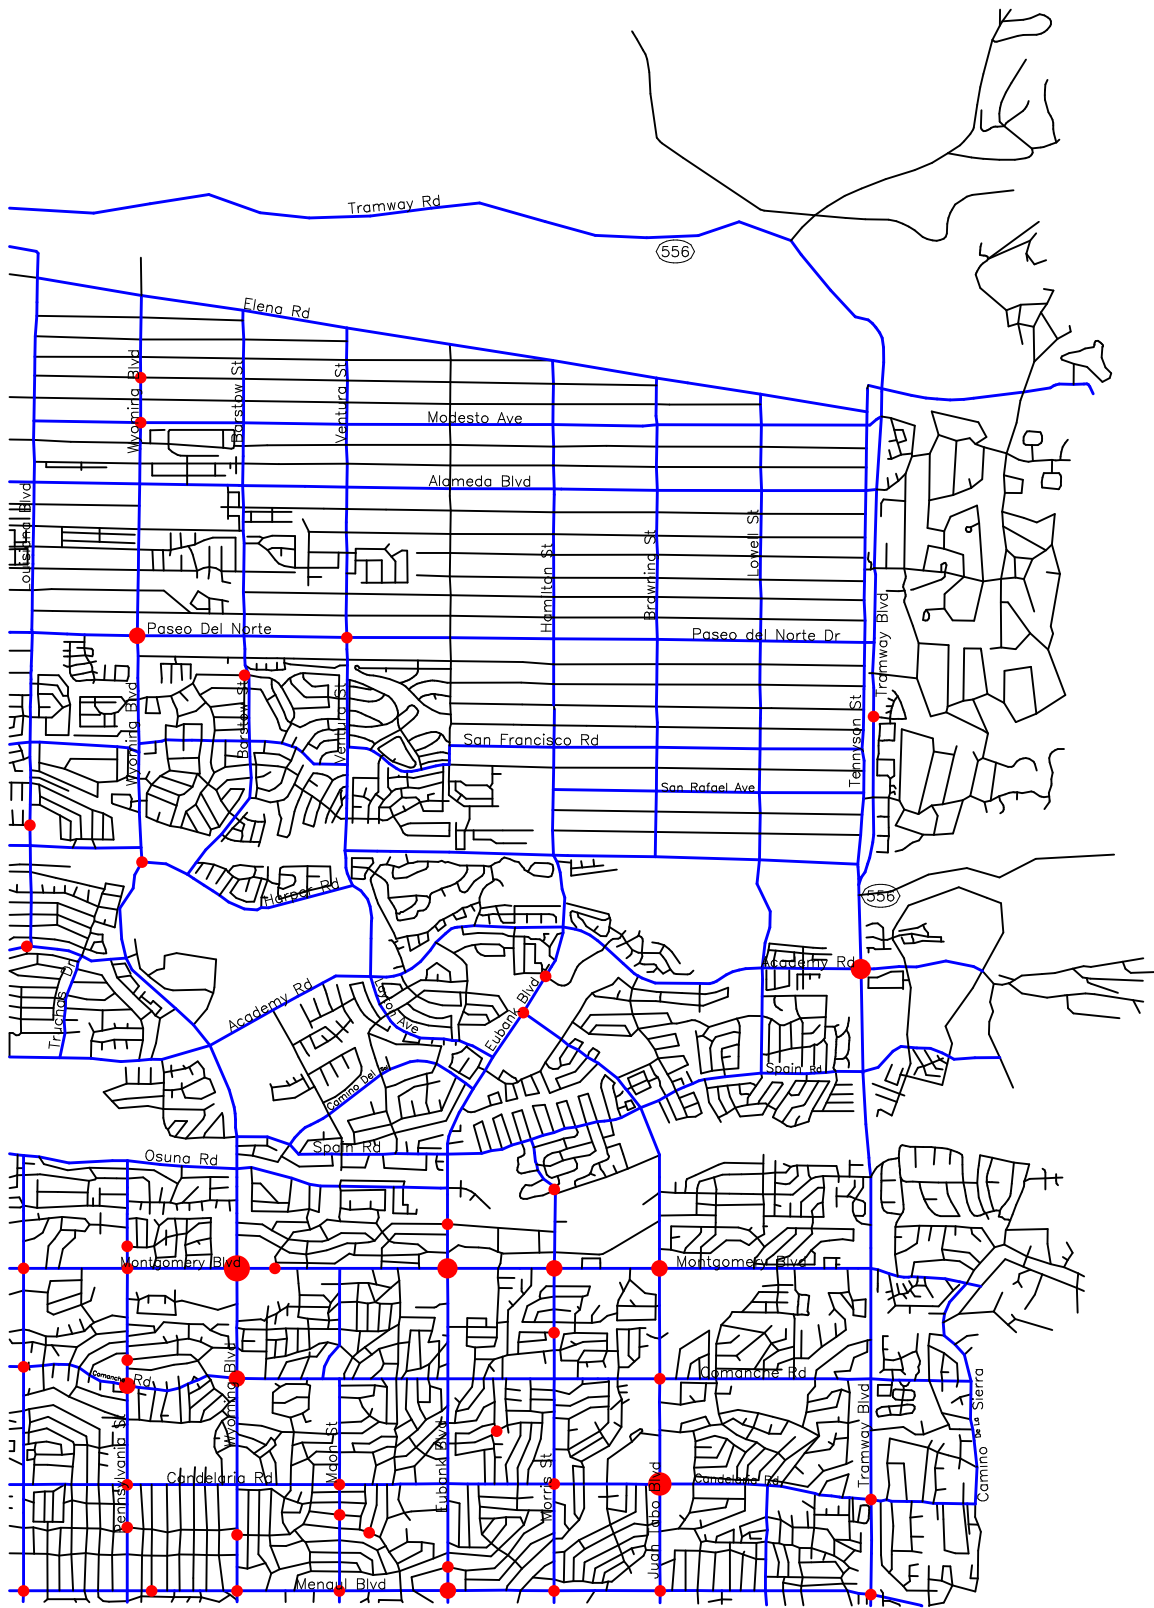 Tramway Rd
556
Elena Rd
Wyoming Blvd
Barstow St
Ventura St
Modesto Ave
Alameda Blvd
Louisiana Blvd
Hamilton St
Browning St
Lowell St
Paseo Del Norte
Paseo del Norte Dr
Tramway Blvd
Wyoming Blvd
Barstow St
Ventura St
San Francisco Rd
Tennyson St
San Rafael Ave
Harper Rd
556
Academy Rd
Truchas Dr
Academy Rd
Layton Ave
Eubank Blvd
Spain Rd
Camino Del Sol
Spain Rd
Osuna Rd
Montgomery Blvd
Montgomery Blvd
Comanche Rd
Comanche Rd
Wyoming Blvd
Pennsylvania St
Moon St
Eubank Blvd
Morris St
Juan Tabo Blvd
Tramway Blvd
Camino De La Sierra
Candelaria Rd
Candelaria Rd
Menaul Blvd